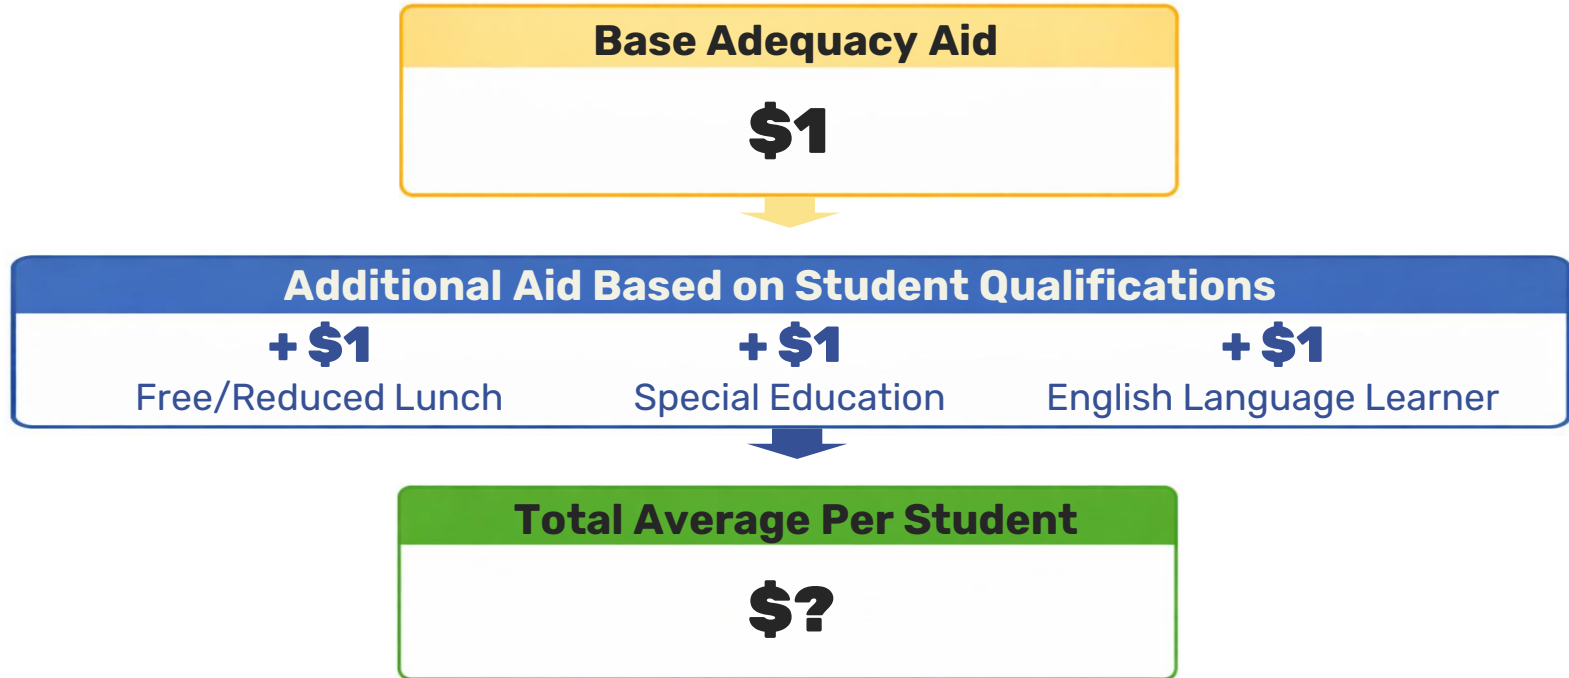 Base Adequacy Aid
$1
Additional Aid Based on Student Qualifications
+ $1 + $1 + $1
Free/Reduced Lunch Special Education English Language Learner
Total Average Per Student
$?